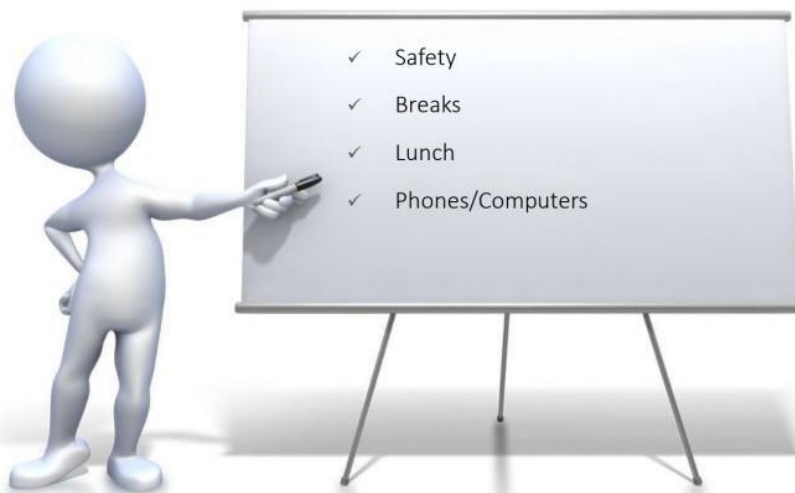 ✓ Safety
✓ Breaks
✓ Lunch
✓ Phones/Computers